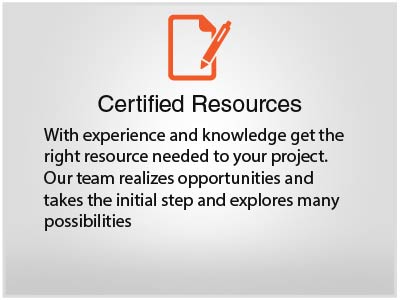 Certified Resources
With experience and knowledge get the
right resource needed to your project.
Our team realizes opportunities and
takes the initial step and explores many
possibilities